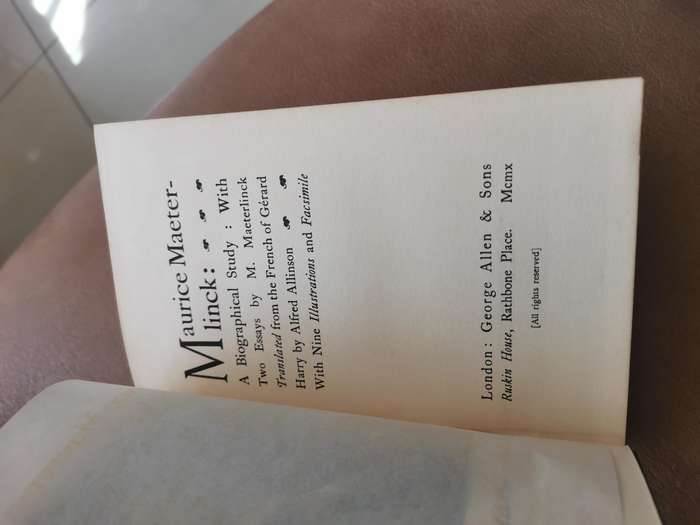 Maurice Maeter-
linck:
A Biographical Study : With
Two Essays by M. Maeterlinck
Translated from the French of Gérard
Harry by Alfred Allinson
With Nine Illustrations and Facsimile
London: George Allen & Sons
Ruskin House, Rathbone Place. Mcmx
[All rights reserved]